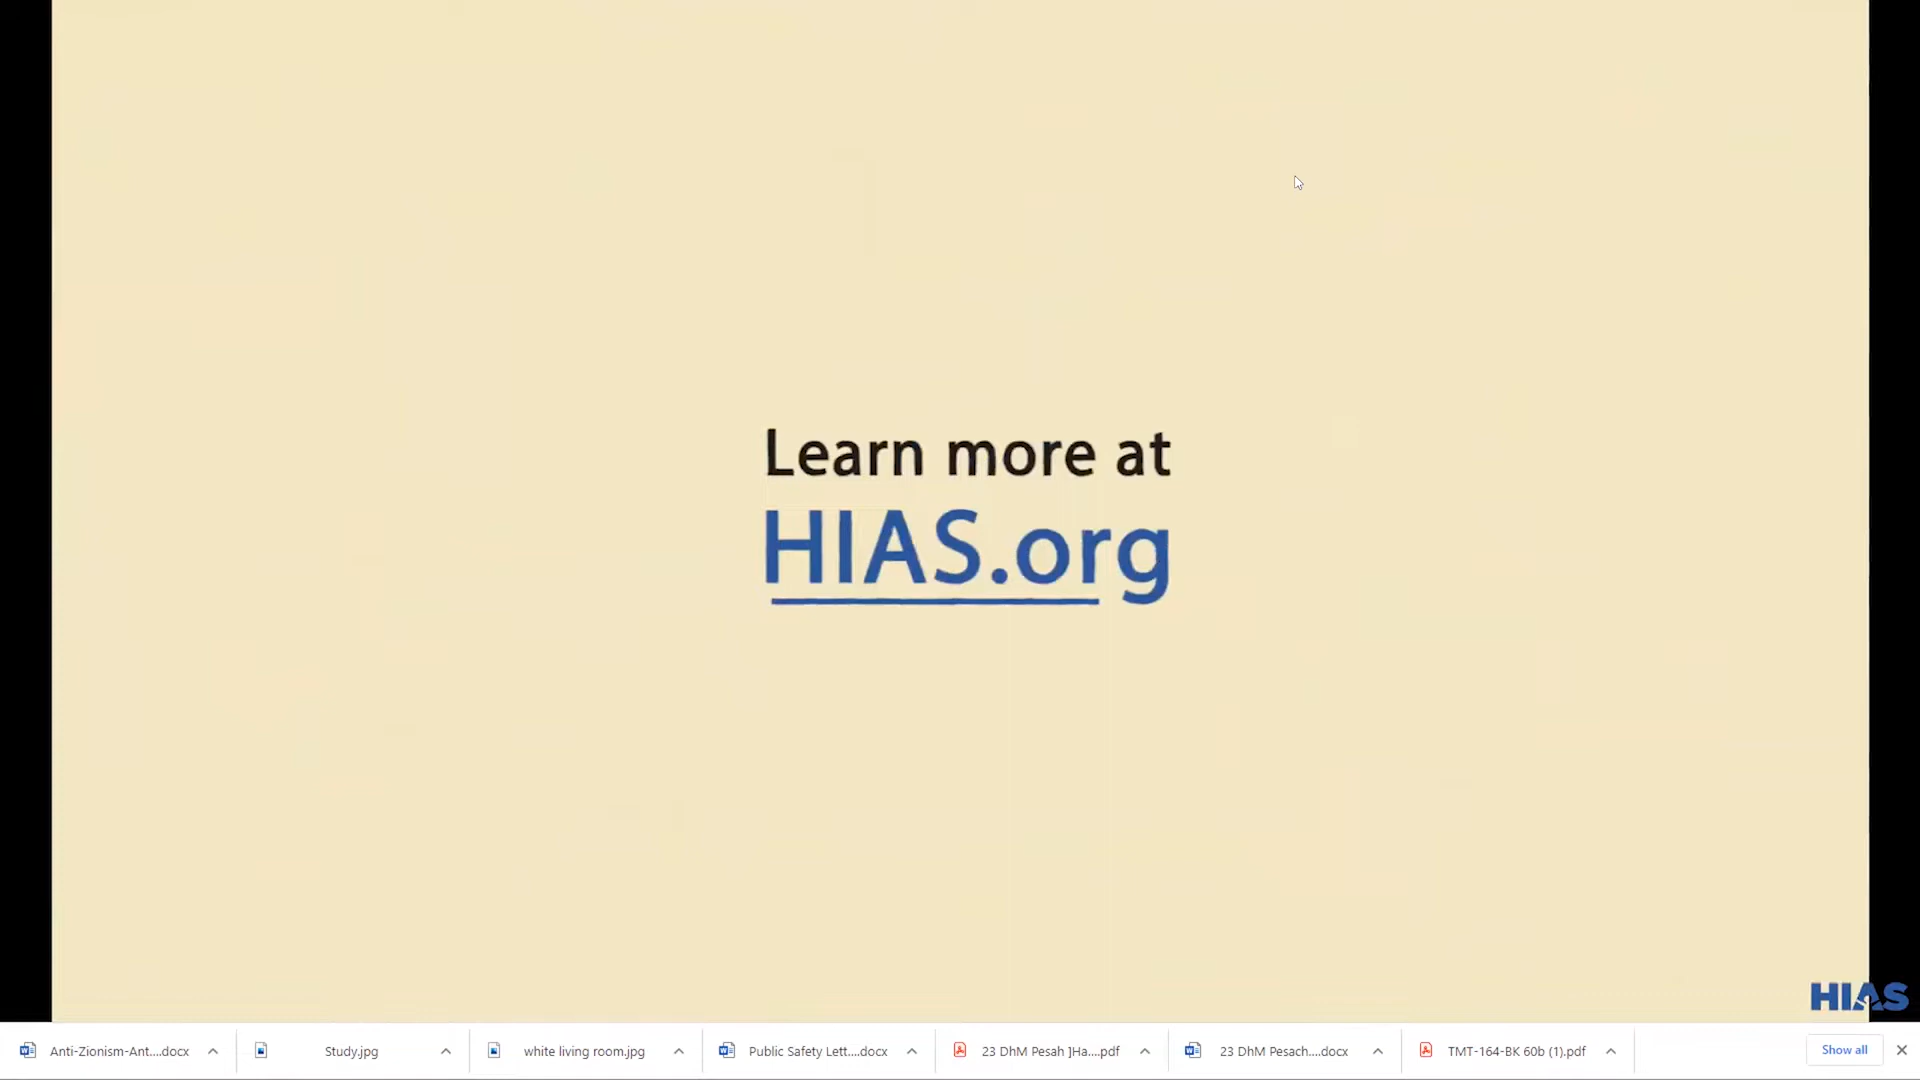 Learn more at
HIAS.org
HIAS
Anti-Zionism-Ant....docx
Study.jpg
white living room.jpg
Public Safety Lett....docx
23 DhM Pesah ]Ha....pdf
23 DhM Pesach....docx
TMT-164-BK 60b (1).pdf
Show all